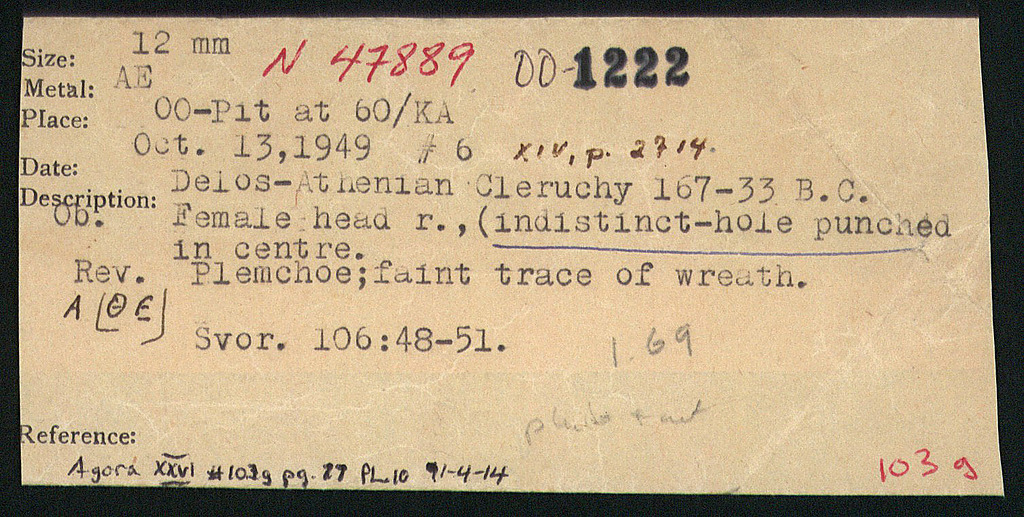 Size: 12 mm N 47889 OO-1222
Metal: AE
Place: OO-Pit at 60/KA
Oct. 13,1949 # 6 XIV, p. 2714.
Date:
Description: Delos-Athenian Cleruchy 167-33 B.C.
Ob. Female head r.,(indistinct-hole punched
in centre.
Rev. Plemchoe;faint trace of wreath.
A [Θ E]
Svor. 106:48-51.
1.69
Reference:
Agora XXVI #103g pg. 77 PL.10 91-4-14
103 g